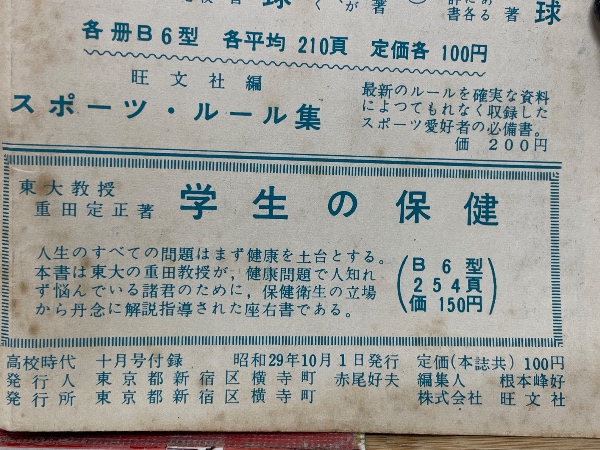 球
著
各册B6型 各平均 210頁 定価各 100円
旺文社編
スポーツ・ルール集
最新のルールを確実な資料
によつてもれなく収録した
スポーツ愛好者の必備書。
価 200円
東大教授
重田定正著
学生の保健
人生のすべての問題はまず健康を土台とする。
本書は東大の重田教授が，健康問題で人知れ
ず悩んでいる諸君のために，保健衛生の立場
から丹念に解説指導された座右書である。
(B6型
254頁
価 150円)
高校時代 十月号付録 昭和29年10月1日発行 定価(本誌共)100円
発行人 東京都新宿区横寺町 赤尾好夫 編集人 根本峰好
発行所 東京都新宿区横寺町 株式会社 旺文社